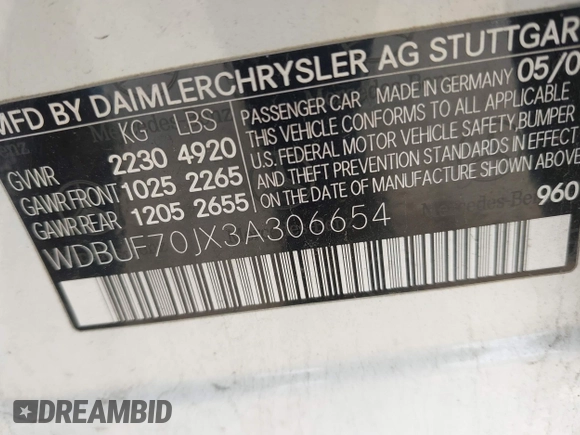 MFD BY DAIMLERCHRYSLER AG STUTTGAR
KG LBS
GVWR 2230 4920
GAWR FRONT 1025 2265
GAWR REAR 1205 2655
PASSENGER CAR MADE IN GERMANY 05/0
THIS VEHICLE CONFORMS TO ALL APPLICABLE
U.S. FEDERAL MOTOR VEHICLE SAFETY, BUMPER
AND THEFT PREVENTION STANDARDS IN EFFECT
ON THE DATE OF MANUFACTURE SHOWN ABOVE
960
WDBUF70JX3A306654
DREAMBID